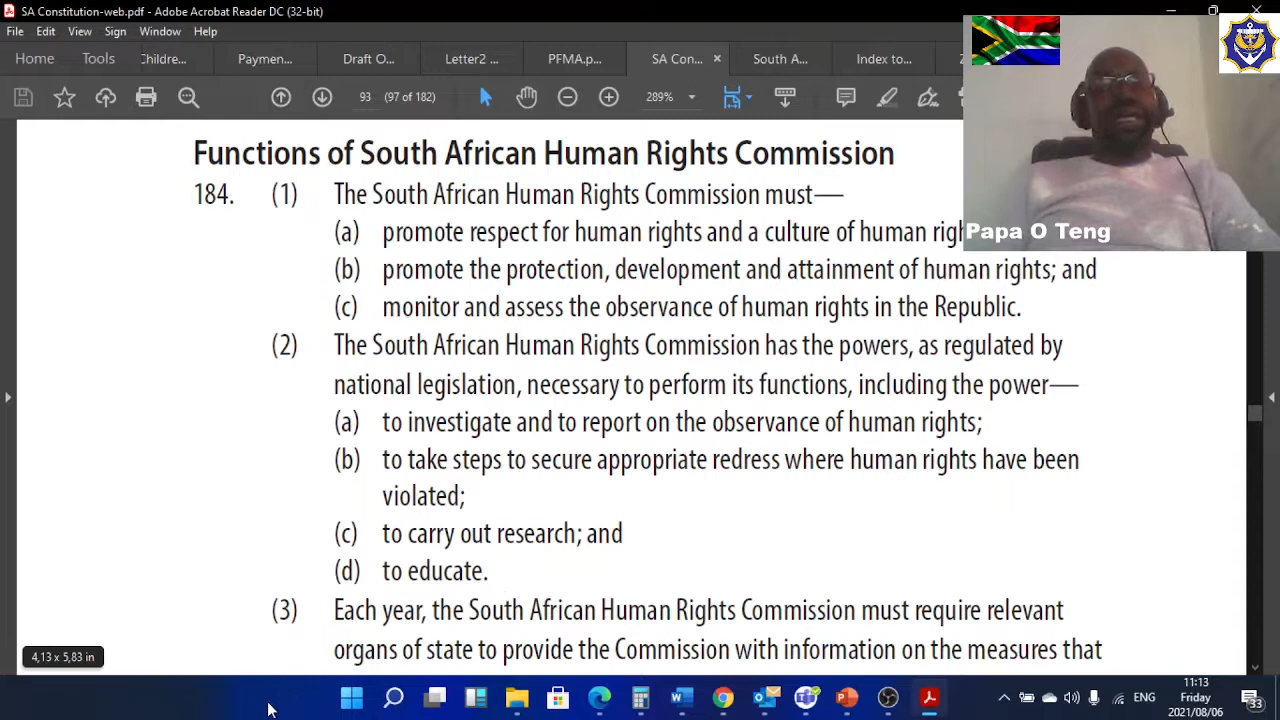 SA Constitution-web.pdf - Adobe Acrobat Reader DC (32-bit)
File Edit View Sign Window Help
Home Tools Childre... Paymen... Draft O... Letter2 ... PFMA.p... SA Con... × South A... Index to...
93 (97 of 182) 289%
Functions of South African Human Rights Commission
184. (1) The South African Human Rights Commission must—
(a) promote respect for human rights and a culture of human
Papa O Teng
(b) promote the protection, development and attainment of human rights; and
(c) monitor and assess the observance of human rights in the Republic.
(2) The South African Human Rights Commission has the powers, as regulated by
national legislation, necessary to perform its functions, including the power—
(a) to investigate and to report on the observance of human rights;
(b) to take steps to secure appropriate redress where human rights have been
violated;
(c) to carry out research; and
(d) to educate.
(3) Each year, the South African Human Rights Commission must require relevant
organs of state to provide the Commission with information on the measures that
4,13 x 5,83 in
ENG
11:13
Friday
2021/08/06
33